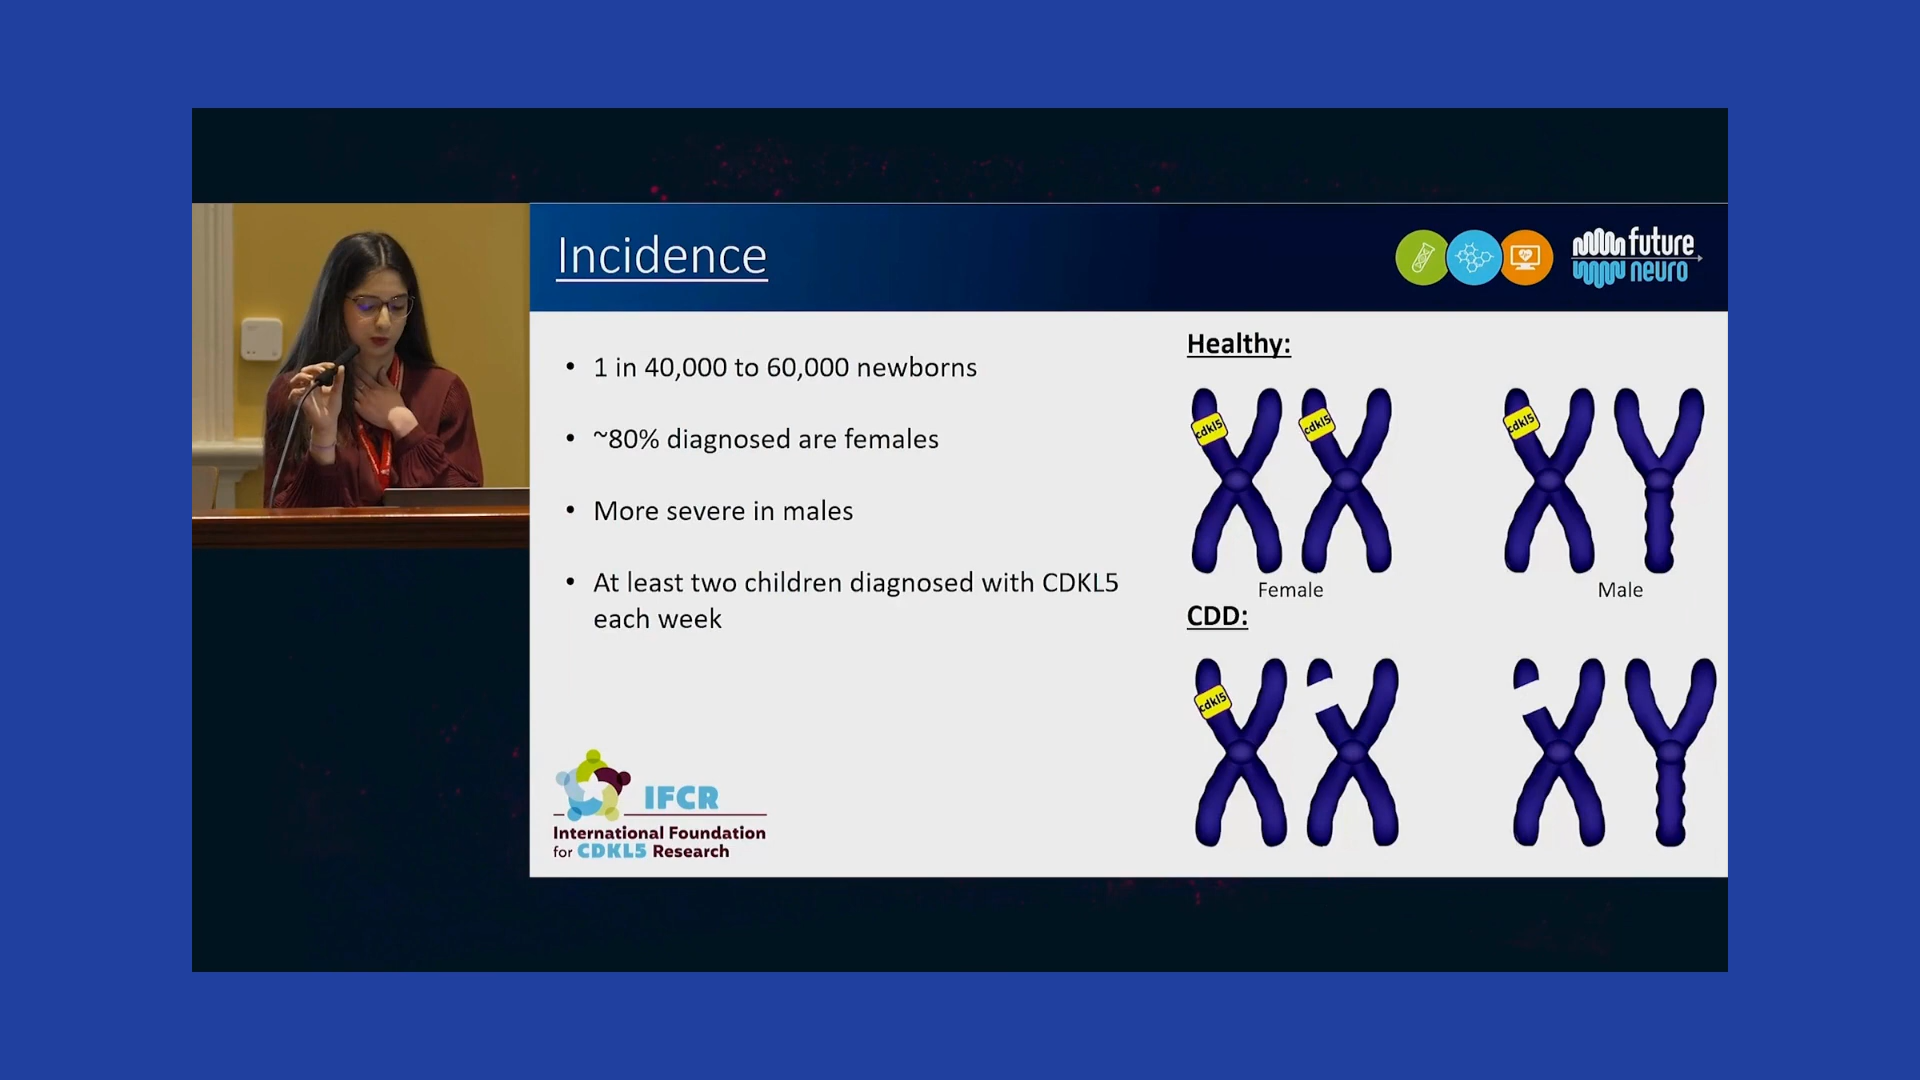 Incidence
future
neuro
• 1 in 40,000 to 60,000 newborns
• ~80% diagnosed are females
• More severe in males
• At least two children diagnosed with CDKL5
each week
Healthy:
cdkl5
cdkl5
cdkl5
Female
Male
CDD:
cdkl5
IFCR
International Foundation
for CDKL5 Research